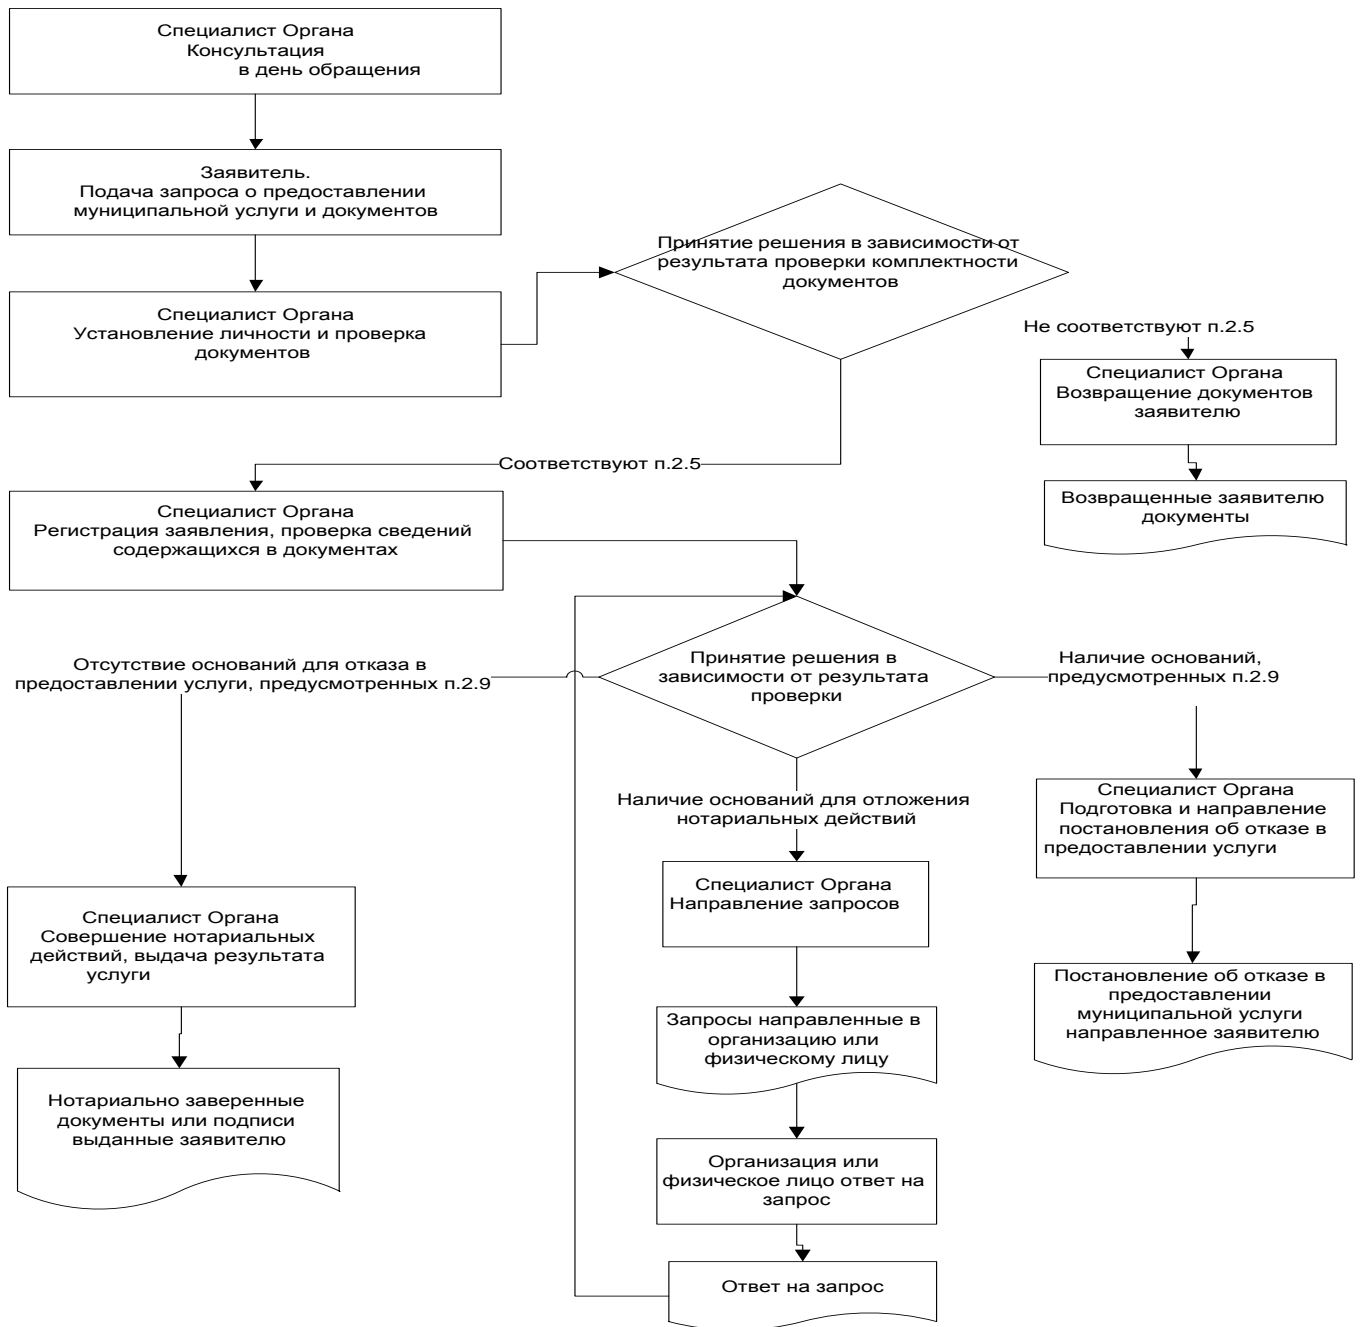 Специалист Органа
Консультация
в день обращения
Заявитель.
Подача запроса о предоставлении
муниципальной услуги и документов
Специалист Органа
Установление личности и проверка
документов
Принятие решения в зависимости от
результата проверки комплектности
документов
Не соответствуют п.2.5
Специалист Органа
Возвращение документов
заявителю
Возвращенные заявителю
документы
Соответствуют п.2.5
Специалист Органа
Регистрация заявления, проверка сведений
содержащихся в документах
Принятие решения в
зависимости от результата
проверки
Отсутствие оснований для отказа в
предоставлении услуги, предусмотренных п.2.9
Наличие оснований,
предусмотренных п.2.9
Наличие оснований для отложения
нотариальных действий
Специалист Органа
Подготовка и направление
постановления об отказе в
предоставлении услуги
Специалист Органа
Направление запросов
Специалист Органа
Совершение нотариальных
действий, выдача результата
услуги
Постановление об отказе в
предоставлении
муниципальной услуги
направленное заявителю
Запросы направленные в
организацию или
физическому лицу
Нотариально заверенные
документы или подписи
выданные заявителю
Организация или
физическое лицо ответ на
запрос
Ответ на запрос